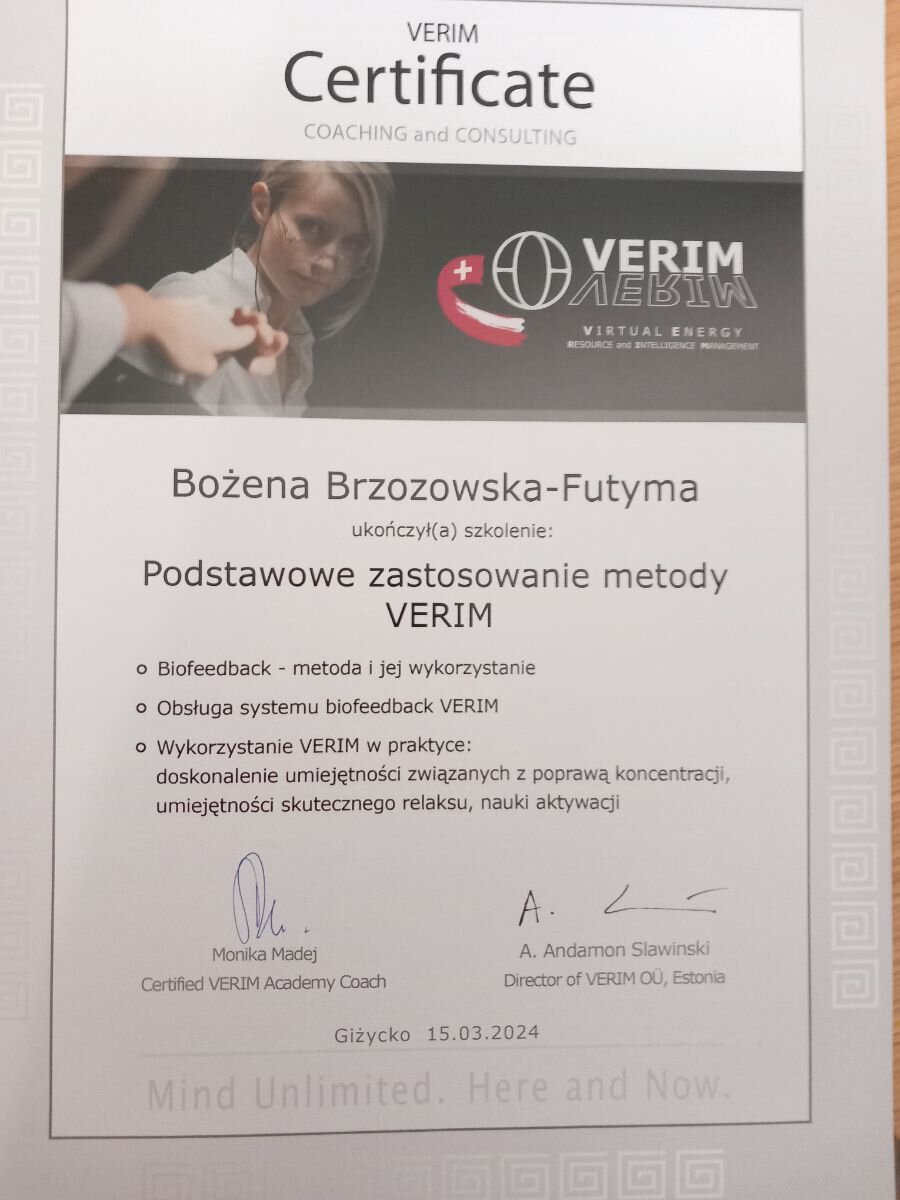 VERIM
Certificate
COACHING and CONSULTING
VERIM
VERIM
VIRTUAL ENERGY
RESOURCE and INTELLIGENCE MANAGEMENT
Bożena Brzozowska-Futyma
ukończył(a) szkolenie:
Podstawowe zastosowanie metody
VERIM
Biofeedback - metoda i jej wykorzystanie
Obsługa systemu biofeedback VERIM
Wykorzystanie VERIM w praktyce:
doskonalenie umiejętności związanych z poprawą koncentracji,
umiejętności skutecznego relaksu, nauki aktywacji
A.
Monika Madej
Certified VERIM Academy Coach
A. Andamon Slawinski
Director of VERIM OÜ, Estonia
Giżycko 15.03.2024
Mind Unlimited. Here and Now.